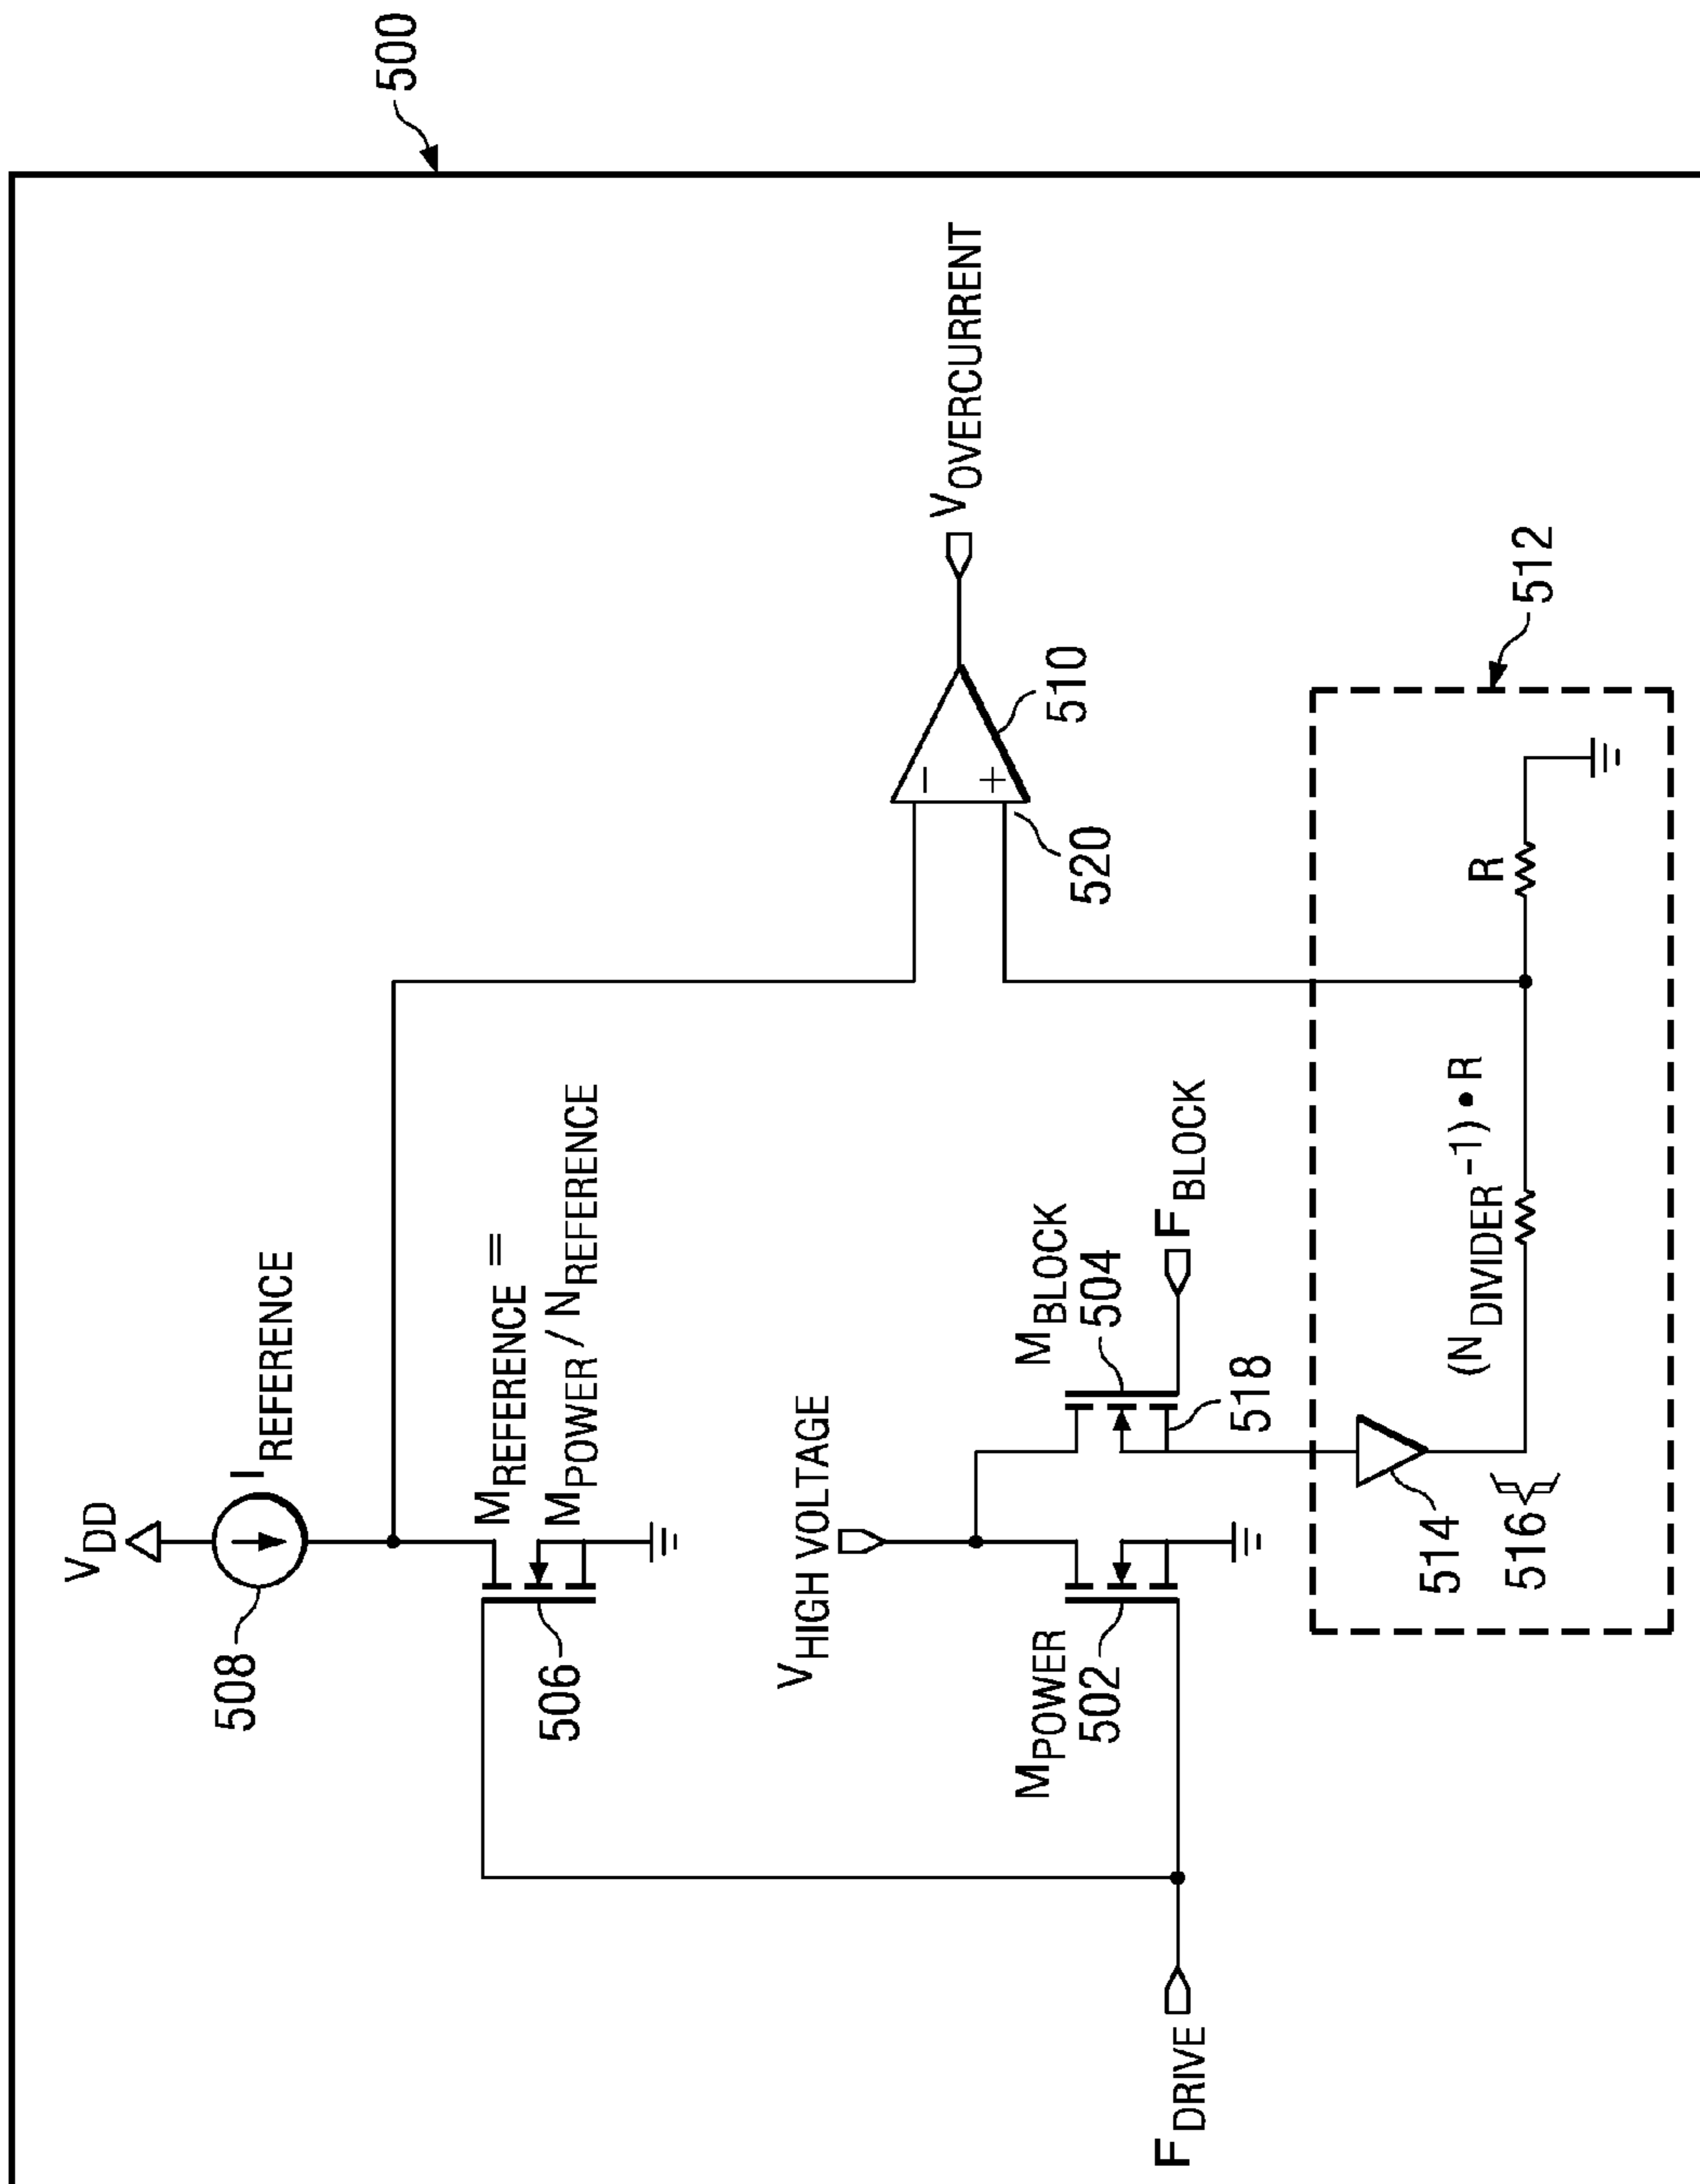 500
V_DD
I_REFERENCE
508
M_REFERENCE =
M_POWER / N_REFERENCE
506
V_HIGH VOLTAGE
V_OVERCURRENT
−
+
510
520
M_POWER
502
M_BLOCK
504
F_BLOCK
518
F_DRIVE
512
514
516
(N_DIVIDER⁻¹) • R
R